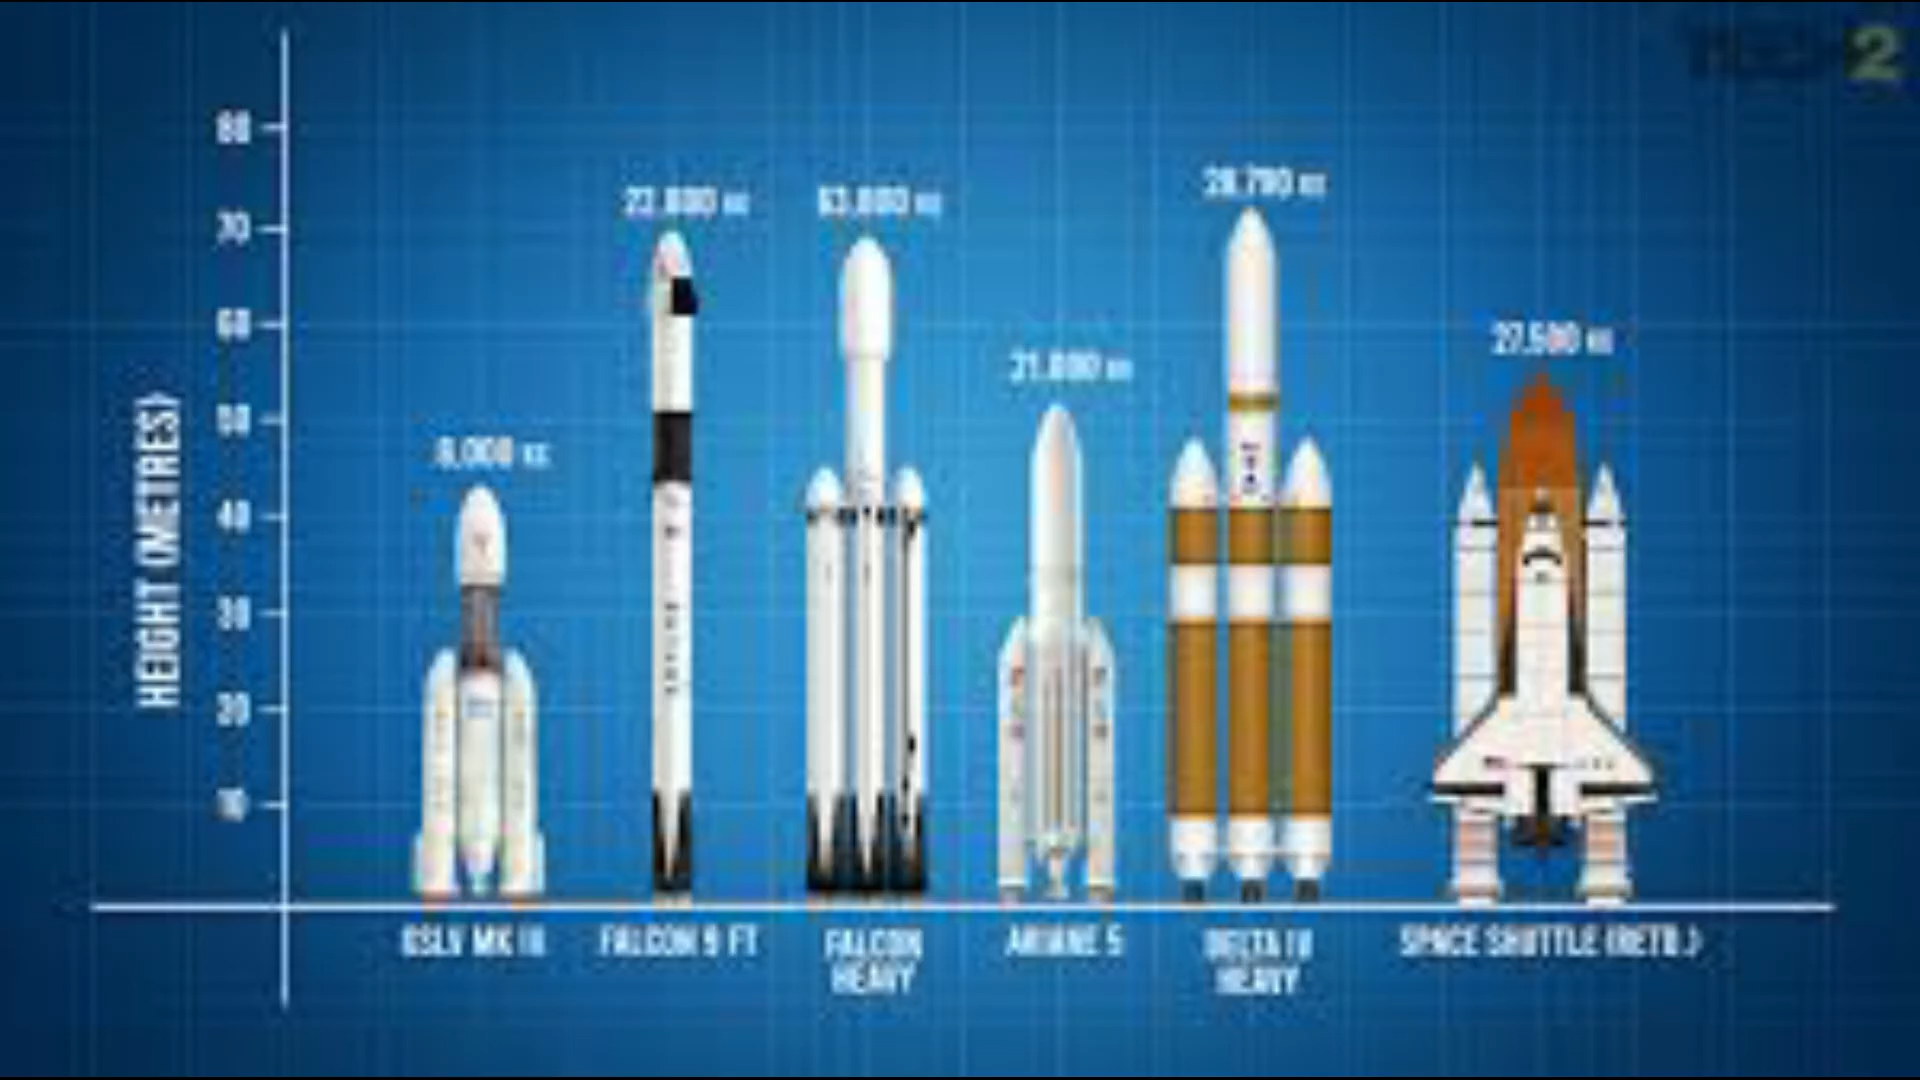 2
80
70
60
50
40
30
20
10
HEIGHT (METRES)
8.000 KG
22.800 KG
63.800 KG
21.000 KG
28.790 KG
27.500 KG
GSLV MK III
FALCON 9 FT
FALCON
HEAVY
ARIANE 5
DELTA IV
HEAVY
SPACE SHUTTLE (RETD.)